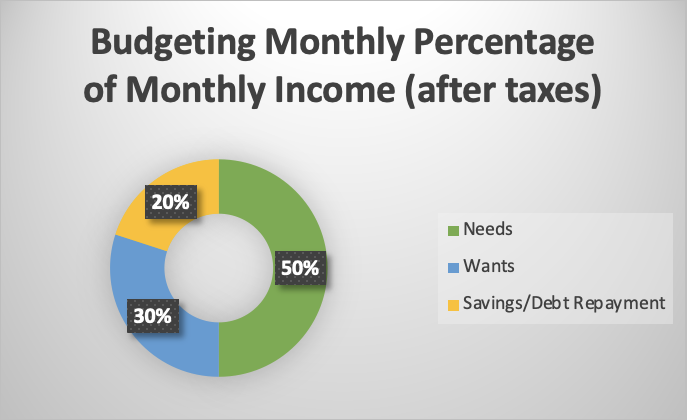 Budgeting Monthly Percentage
of Monthly Income (after taxes)
20%
50%
30%
Needs
Wants
Savings/Debt Repayment